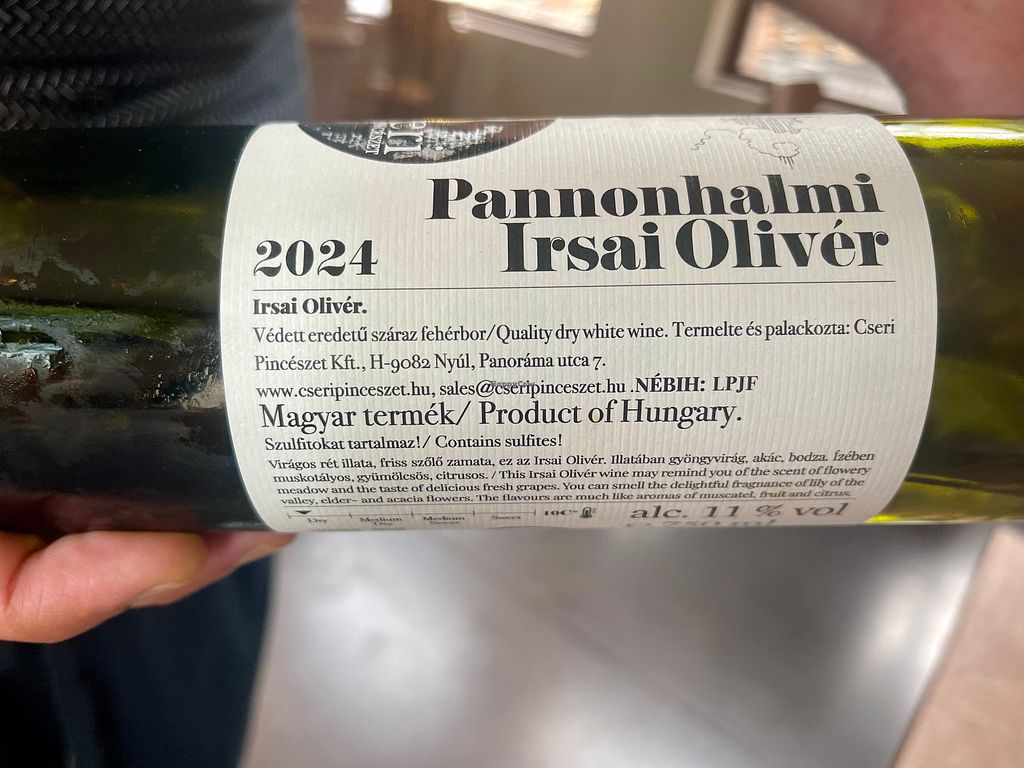 Pannonhalmi
2024 Irsai Olivér
Irsai Olivér.
Védett eredetű száraz fehérbor/Quality dry white wine. Termelte és palackozta: Cseri
Pincészet Kft., H-9082 Nyúl, Panoráma utca 7.
www.cseripinceszet.hu, sales@cseripinceszet.hu .NÉBIH: LPJF
Magyar termék/ Product of Hungary.
Szulfitokat tartalmaz!/ Contains sulfites!
Virágos rét illata, friss szőlő zamata, ez az Irsai Olivér. Illatában gyöngyvirág, akác, bodza. Ízében
muskotályos, gyümölcsös, citrusos. / This Irsai Olivér wine may remind you of the scent of flowery
meadow and the taste of delicious fresh grapes. You can smell the delightful fragnance of lily of the
valley, elder- and acacia flowers. The flavours are much like aromas of muscatel, fruit and citrus.
Dry Medium Dry Medium Sweet Sweet 10C° alc. 11 % vol